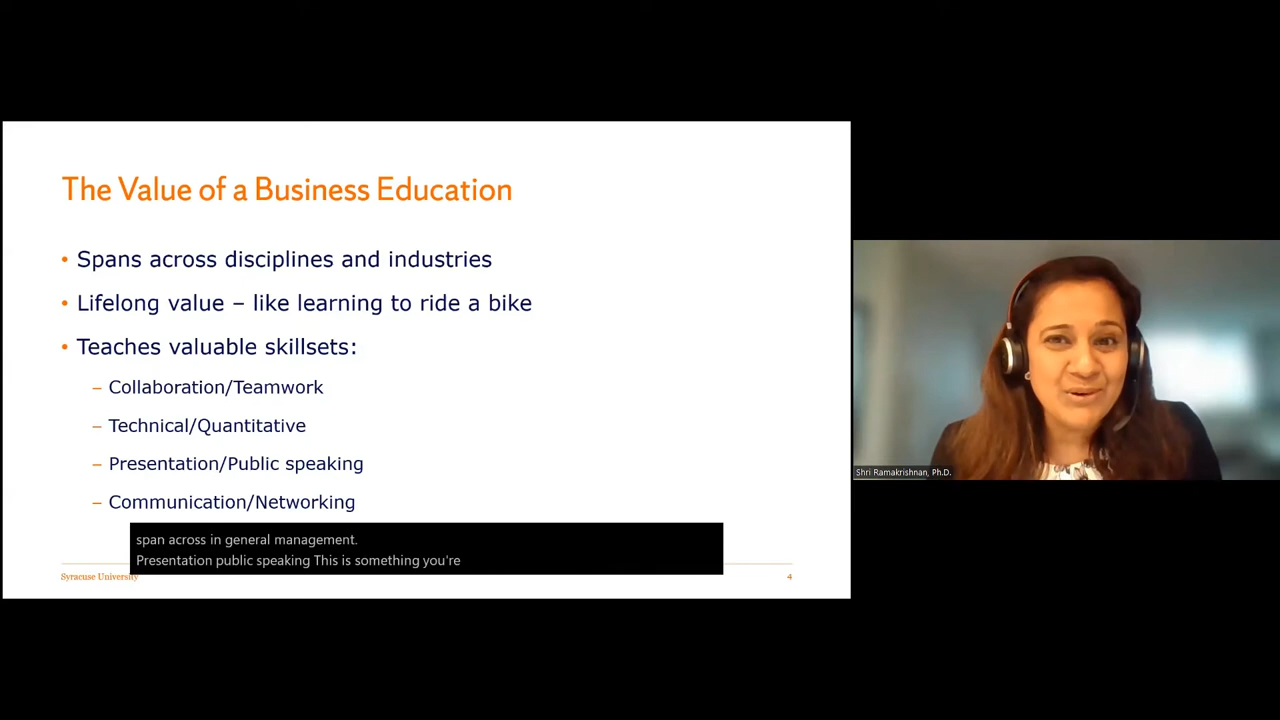 The Value of a Business Education
• Spans across disciplines and industries
• Lifelong value – like learning to ride a bike
• Teaches valuable skillsets:
– Collaboration/Teamwork
– Technical/Quantitative
– Presentation/Public speaking
– Communication/Networking
span across in general management.
Presentation public speaking This is something you're
Syracuse University
4
Shri Ramakrishnan, Ph.D.